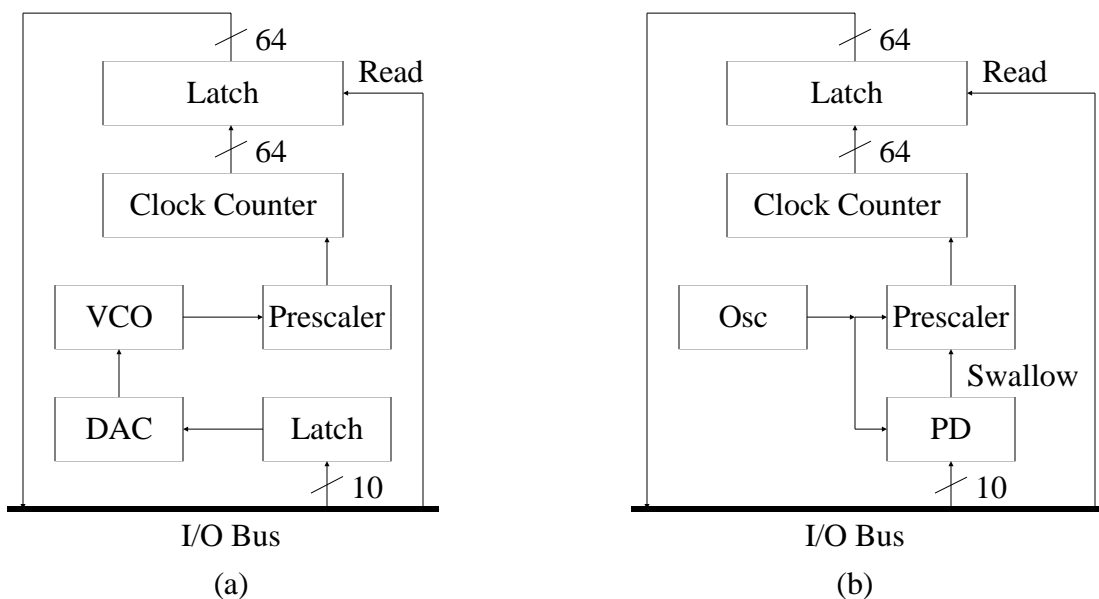 64
Latch
Read
64
Clock Counter
VCO
Prescaler
DAC
Latch
10
I/O Bus
(a)
64
Latch
Read
64
Clock Counter
Osc
Prescaler
Swallow
PD
10
I/O Bus
(b)